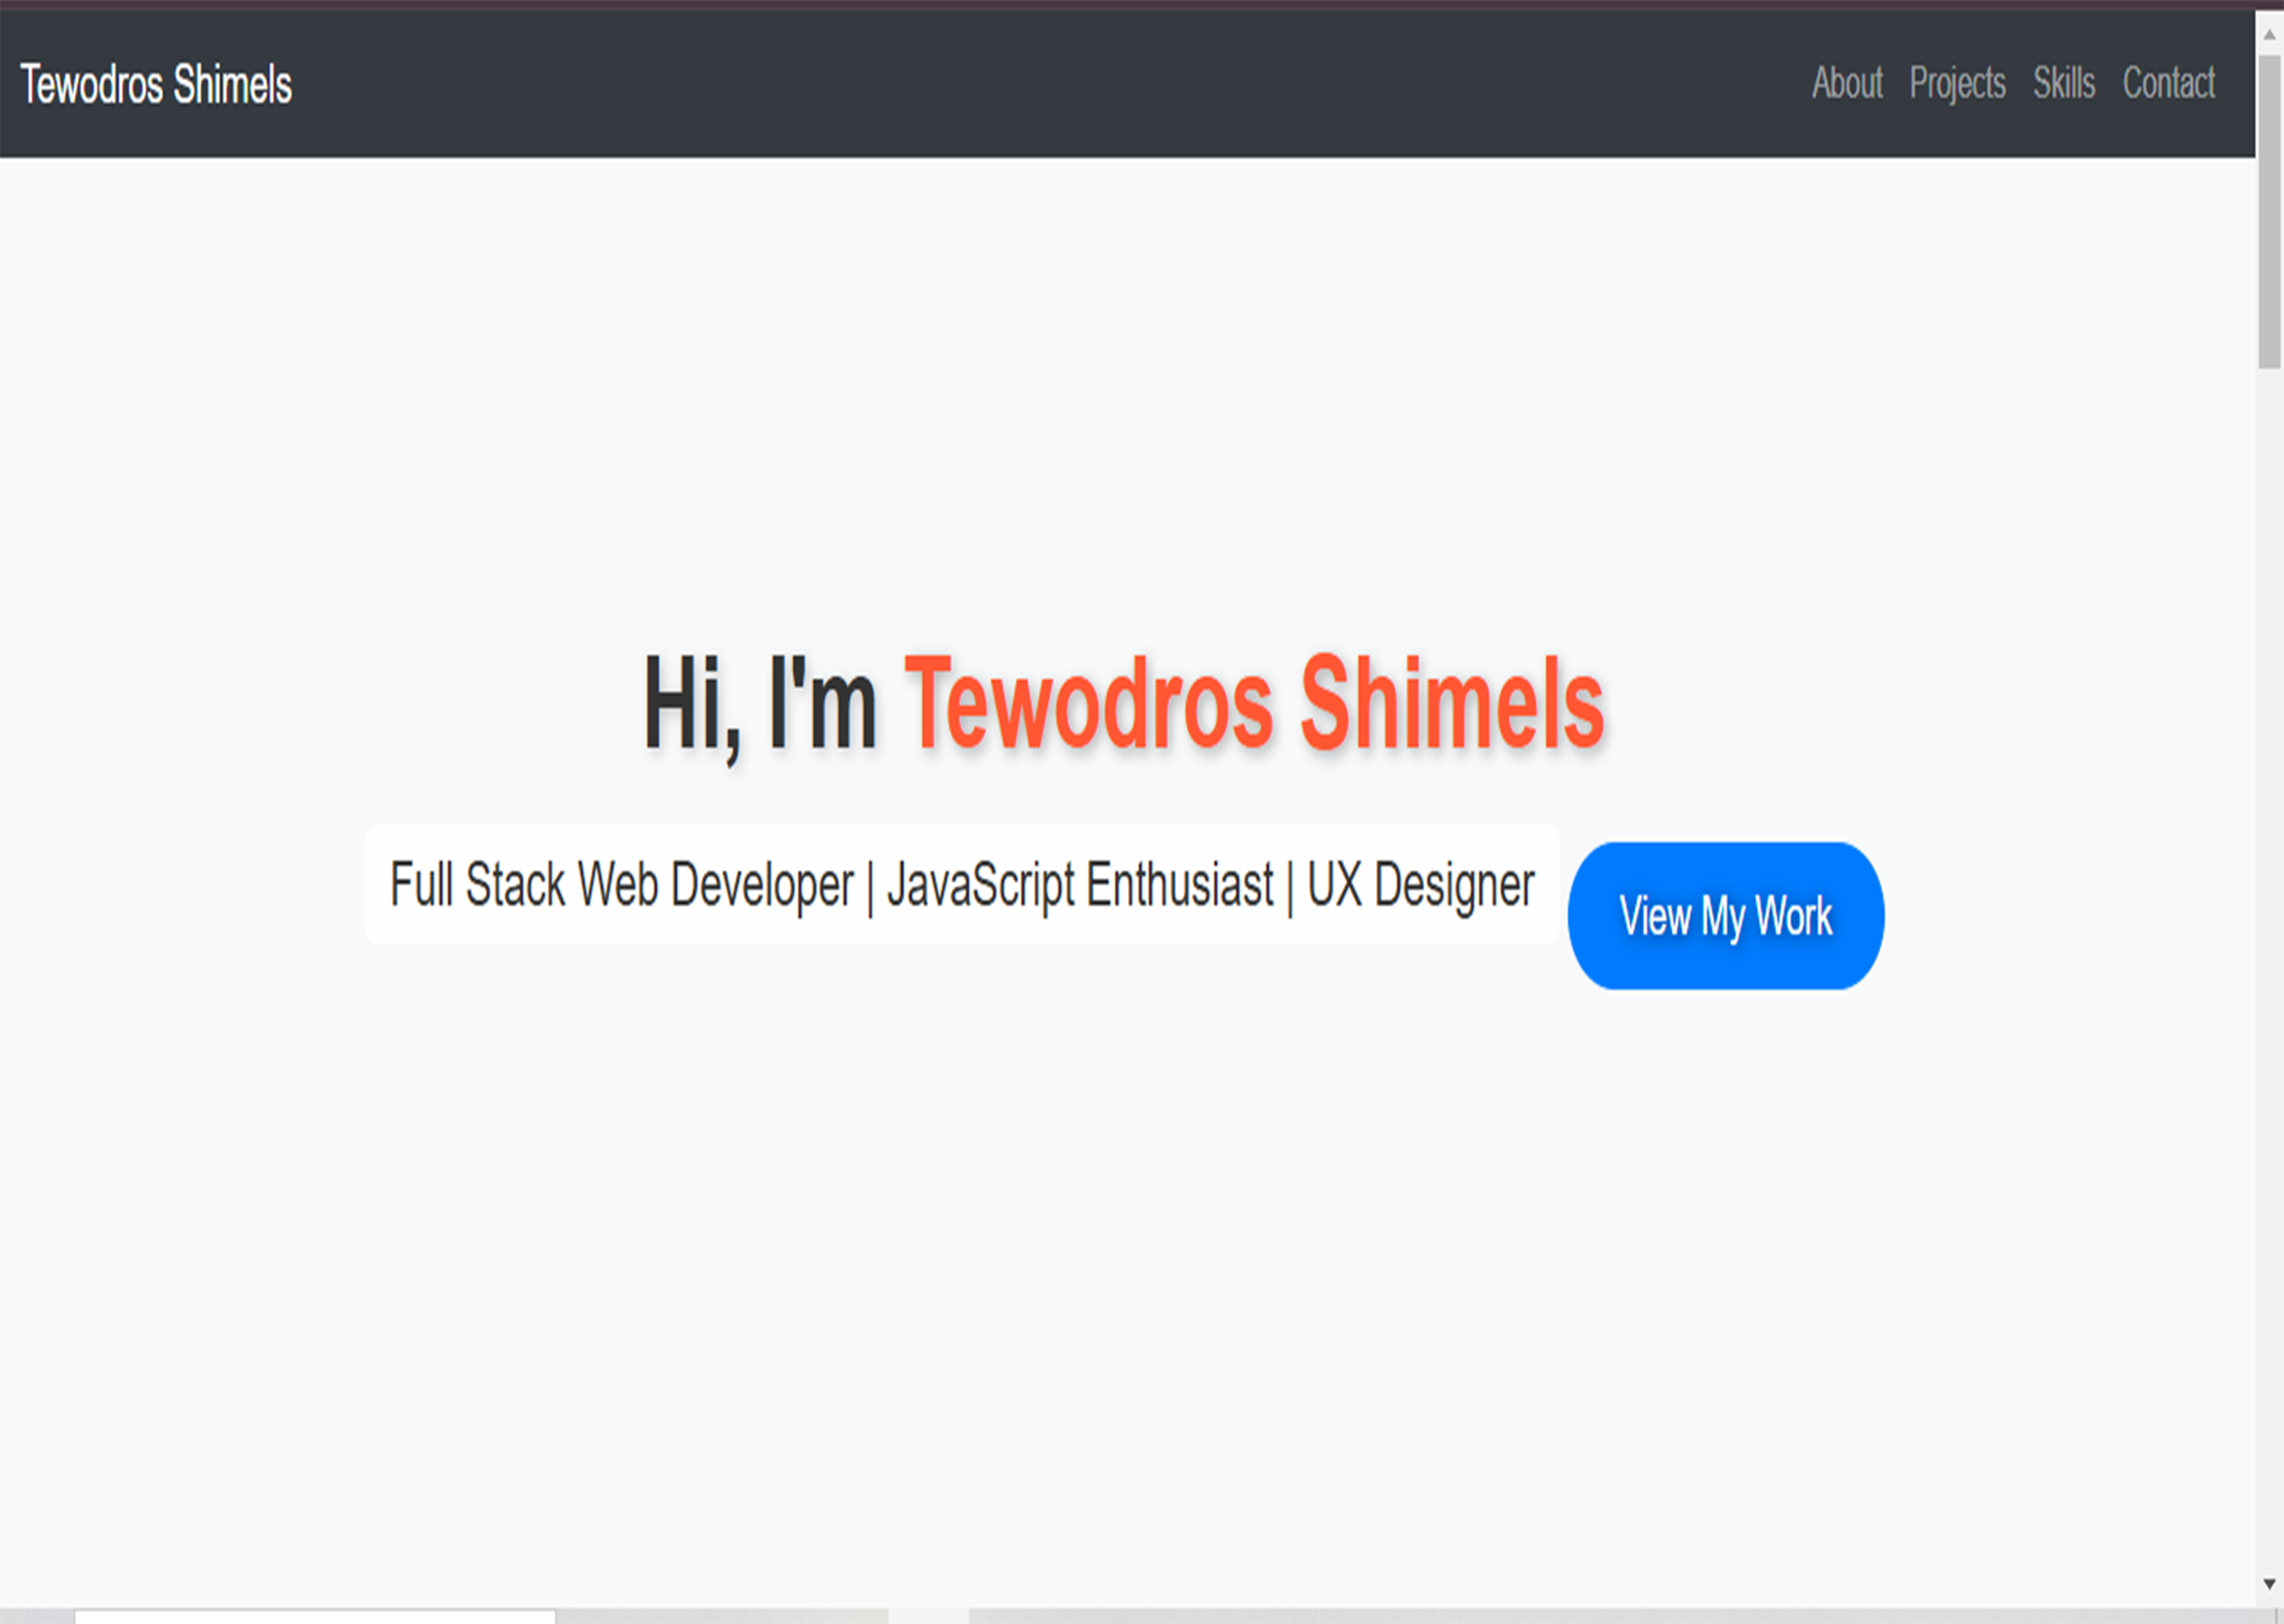 Tewodros Shimels
About Projects Skills Contact
Hi, I'm Tewodros Shimels
Full Stack Web Developer | JavaScript Enthusiast | UX Designer
View My Work